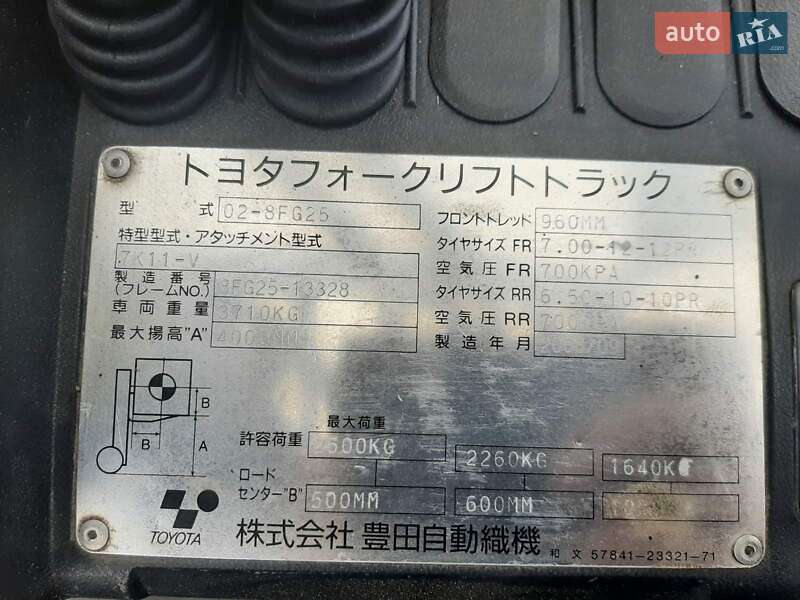 auto RIA.com
トヨタフォークリフトトラック
型 式 02-8FG25
特型型式・アタッチメント型式
7K11-V
製造番号
(フレームNO.) 8FG25-13328
車両重量 3710KG
最大揚高"A" 4000MM
フロントトレッド 960MM
タイヤサイズ FR 7.00-12-12PR
空気圧 FR 700KPA
タイヤサイズ RR 6.50-10-10PR
空気圧 RR
製造年月
B
B
A
最大荷重
許容荷重 2500KG 2260KG 1640KG
ロード
センター"B" 500MM 600MM
TOYOTA
株式会社 豊田自動織機
和文 57841-23321-71